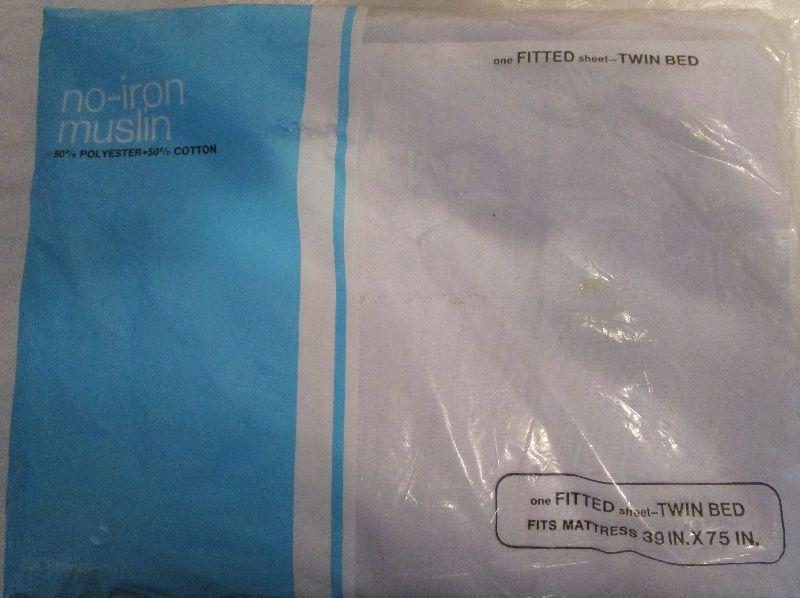 one FITTED sheet–TWIN BED
no-iron
muslin
50% POLYESTER•50% COTTON
one FITTED sheet–TWIN BED
FITS MATTRESS 39 IN. X 75 IN.